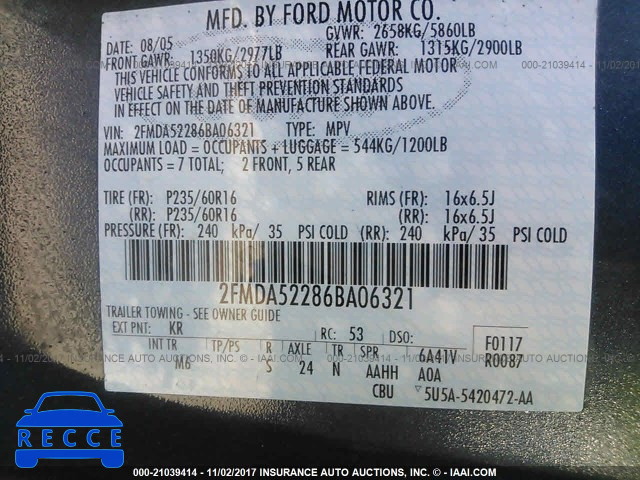 MFD. BY FORD MOTOR CO.
DATE: 08/05 GVWR: 2658KG/5860LB
FRONT GAWR: 1350KG/2977LB REAR GAWR: 1315KG/2900LB
THIS VEHICLE CONFORMS TO ALL APPLICABLE FEDERAL MOTOR
VEHICLE SAFETY AND THEFT PREVENTION STANDARDS
IN EFFECT ON THE DATE OF MANUFACTURE SHOWN ABOVE.
VIN: 2FMDA52286BA06321 TYPE: MPV
MAXIMUM LOAD = OCCUPANTS + LUGGAGE = 544KG/1200LB
OCCUPANTS = 7 TOTAL; 2 FRONT, 5 REAR
TIRE (FR): P235/60R16 RIMS (FR): 16x6.5J
(RR): P235/60R16 (RR): 16x6.5J
PRESSURE (FR): 240 kPa/ 35 PSI COLD (RR): 240 kPa/ 35 PSI COLD
2FMDA52286BA06321
TRAILER TOWING - SEE OWNER GUIDE
EXT PNT: KR RC: 53 DSO: F0117
INT TR TP/PS R AXLE TR SPR 6A41V R0087
M6 S 24 N AAHH A0A
CBU 5U5A-5420472-AA
RECCE
000-21039414 - 11/02/2017 INSURANCE AUTO AUCTIONS, INC. - © IAAI.COM